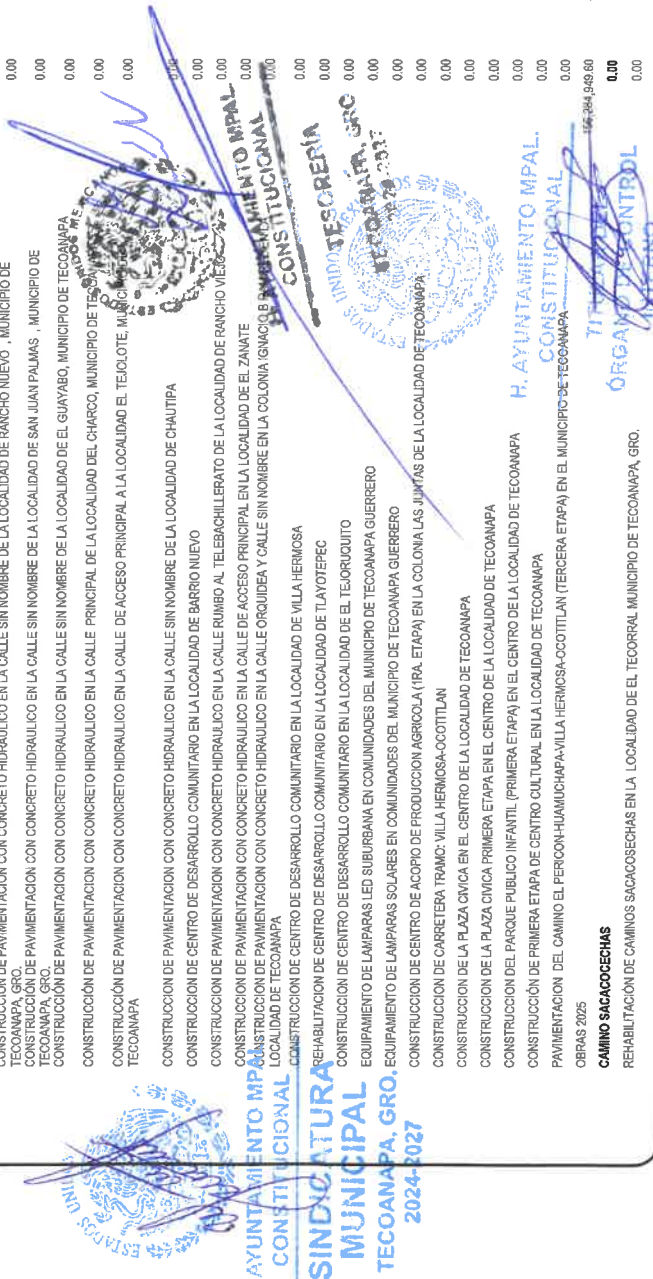 CONSTRUCCIÓN DE PAVIMENTACIÓN CON CONCRETO HIDRAULICO EN LA CALLE SIN NOMBRE DE LA LOCALIDAD DE RANCHO NUEVO , MUNICIPIO DE 0.00
TECOANAPA, GRO.
CONSTRUCCIÓN DE PAVIMENTACION CON CONCRETO HIDRAULICO EN LA CALLE SIN NOMBRE DE LA LOCALIDAD DE SAN JUAN PALMAS , MUNICIPIO DE 0.00
TECOANAPA, GRO.
CONSTRUCCIÓN DE PAVIMENTACION CON CONCRETO HIDRAULICO EN LA CALLE SIN NOMBRE DE LA LOCALIDAD DE EL GUAYABO, MUNICIPIO DE TECOANAPA 0.00
CONSTRUCCIÓN DE PAVIMENTACIÓN CON CONCRETO HIDRAULICO EN LA CALLE PRINCIPAL DE LA LOCALIDAD DEL CHARCO, MUNICIPIO DE 0.00
CONSTRUCCIÓN DE PAVIMENTACIÓN CON CONCRETO HIDRAULICO EN LA CALLE DE ACCESO PRINCIPAL A LA LOCALIDAD EL TEJOLOTE, 0.00
TECOANAPA
CONSTRUCCION DE PAVIMENTACION CON CONCRETO HIDRAULICO EN LA CALLE SIN NOMBRE DE LA LOCALIDAD DE CHAUTIPA 0.00
CONSTRUCCION DE CENTRO DE DESARROLLO COMUNITARIO EN LA LOCALIDAD DE BARRIO NUEVO 0.00
CONSTRUCCION DE PAVIMENTACION CON CONCRETO HIDRAULICO EN LA CALLE RUMBO AL TELEBACHILLERATO DE LA LOCALIDAD DE RANCHO VIEJO 0.00
CONSTRUCCION DE PAVIMENTACION CON CONCRETO HIDRAULICO EN LA CALLE DE ACCESO PRINCIPAL EN LA LOCALIDAD DE EL ZANATE 0.00
CONSTRUCCION DE PAVIMENTACION CON CONCRETO HIDRAULICO EN LA CALLE ORQUIDEA Y CALLE SIN NOMBRE EN LA COLONIA IGNACIO B 0.00
LOCALIDAD DE TECOANAPA
CONSTRUCCION DE CENTRO DE DESARROLLO COMUNITARIO EN LA LOCALIDAD DE VILLA HERMOSA 0.00
REHABILITACION DE CENTRO DE DESARROLLO COMUNITARIO EN LA LOCALIDAD DE TLAYOTEPEC 0.00
CONSTRUCCION DE CENTRO DE DESARROLLO COMUNITARIO EN LA LOCALIDAD DE EL TEJORUQUITO 0.00
EQUIPAMIENTO DE LAMPARAS LED SUBURBANA EN COMUNIDADES DEL MUNICIPIO DE TECOANAPA GUERRERO 0.00
EQUIPAMIENTO DE LAMPARAS SOLARES EN COMUNIDADES DEL MUNICIPIO DE TECOANAPA GUERRERO 0.00
CONSTRUCCION DE CENTRO DE ACOPIO DE PRODUCCION AGRICOLA (1RA. ETAPA) EN LA COLONIA LAS JUNTAS DE LA LOCALIDAD DE TECOANAPA 0.00
CONSTRUCCION DE CARRETERA TRAMO: VILLA HERMOSA-OCOTITLAN 0.00
CONSTRUCCION DE LA PLAZA CIVICA EN EL CENTRO DE LA LOCALIDAD DE TECOANAPA 0.00
CONSTRUCCION DE LA PLAZA CIVICA PRIMERA ETAPA EN EL CENTRO DE LA LOCALIDAD DE TECOANAPA 0.00
CONSTRUCCION DEL PARQUE PUBLICO INFANTIL (PRIMERA ETAPA) EN EL CENTRO DE LA LOCALIDAD DE TECOANAPA 0.00
CONSTRUCCIÓN DE PRIMERA ETAPA DE CENTRO CULTURAL EN LA LOCALIDAD DE TECOANAPA 0.00
PAVIMENTACION DEL CAMINO EL PERICON-HUAMUCHAPA-VILLA HERMOSA-OCOTITLAN (TERCERA ETAPA) EN EL MUNICIPIO DE TECOANAPA 0.00
OBRAS 2025 156,284,949.60
CAMINO SACACOCECHAS 0.00
REHABILITACIÓN DE CAMINOS SACACOSECHAS EN LA LOCALIDAD DE EL TECORRAL MUNICIPIO DE TECOANAPA, GRO. 0.00
ESTADOS UNIDOS
AYUNTAMIENTO MPAL
CONSTITUCIONAL
SINDICATURA
MUNICIPAL
TECOANAPA, GRO.
2024-2027
H. AYUNTAMIENTO MPAL.
CONSTITUCIONAL
TESORERÍA
TECOANAPA, GRO
2024-2027
ESTADOS UNIDOS MEXICANOS
H. AYUNTAMIENTO MPAL.
CONSTITUCIONAL
ÓRGANO CONTROL